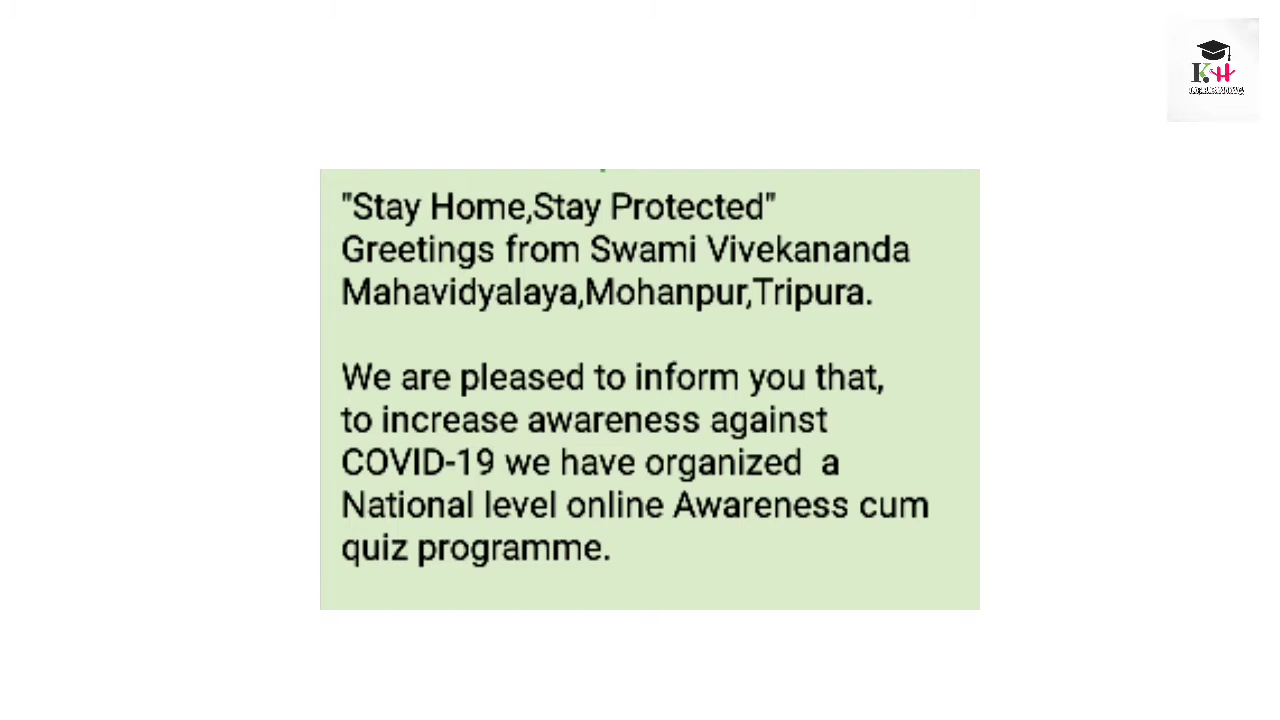 "Stay Home,Stay Protected"
Greetings from Swami Vivekananda
Mahavidyalaya,Mohanpur,Tripura.
We are pleased to inform you that,
to increase awareness against
COVID-19 we have organized  a
National level online Awareness cum
quiz programme.